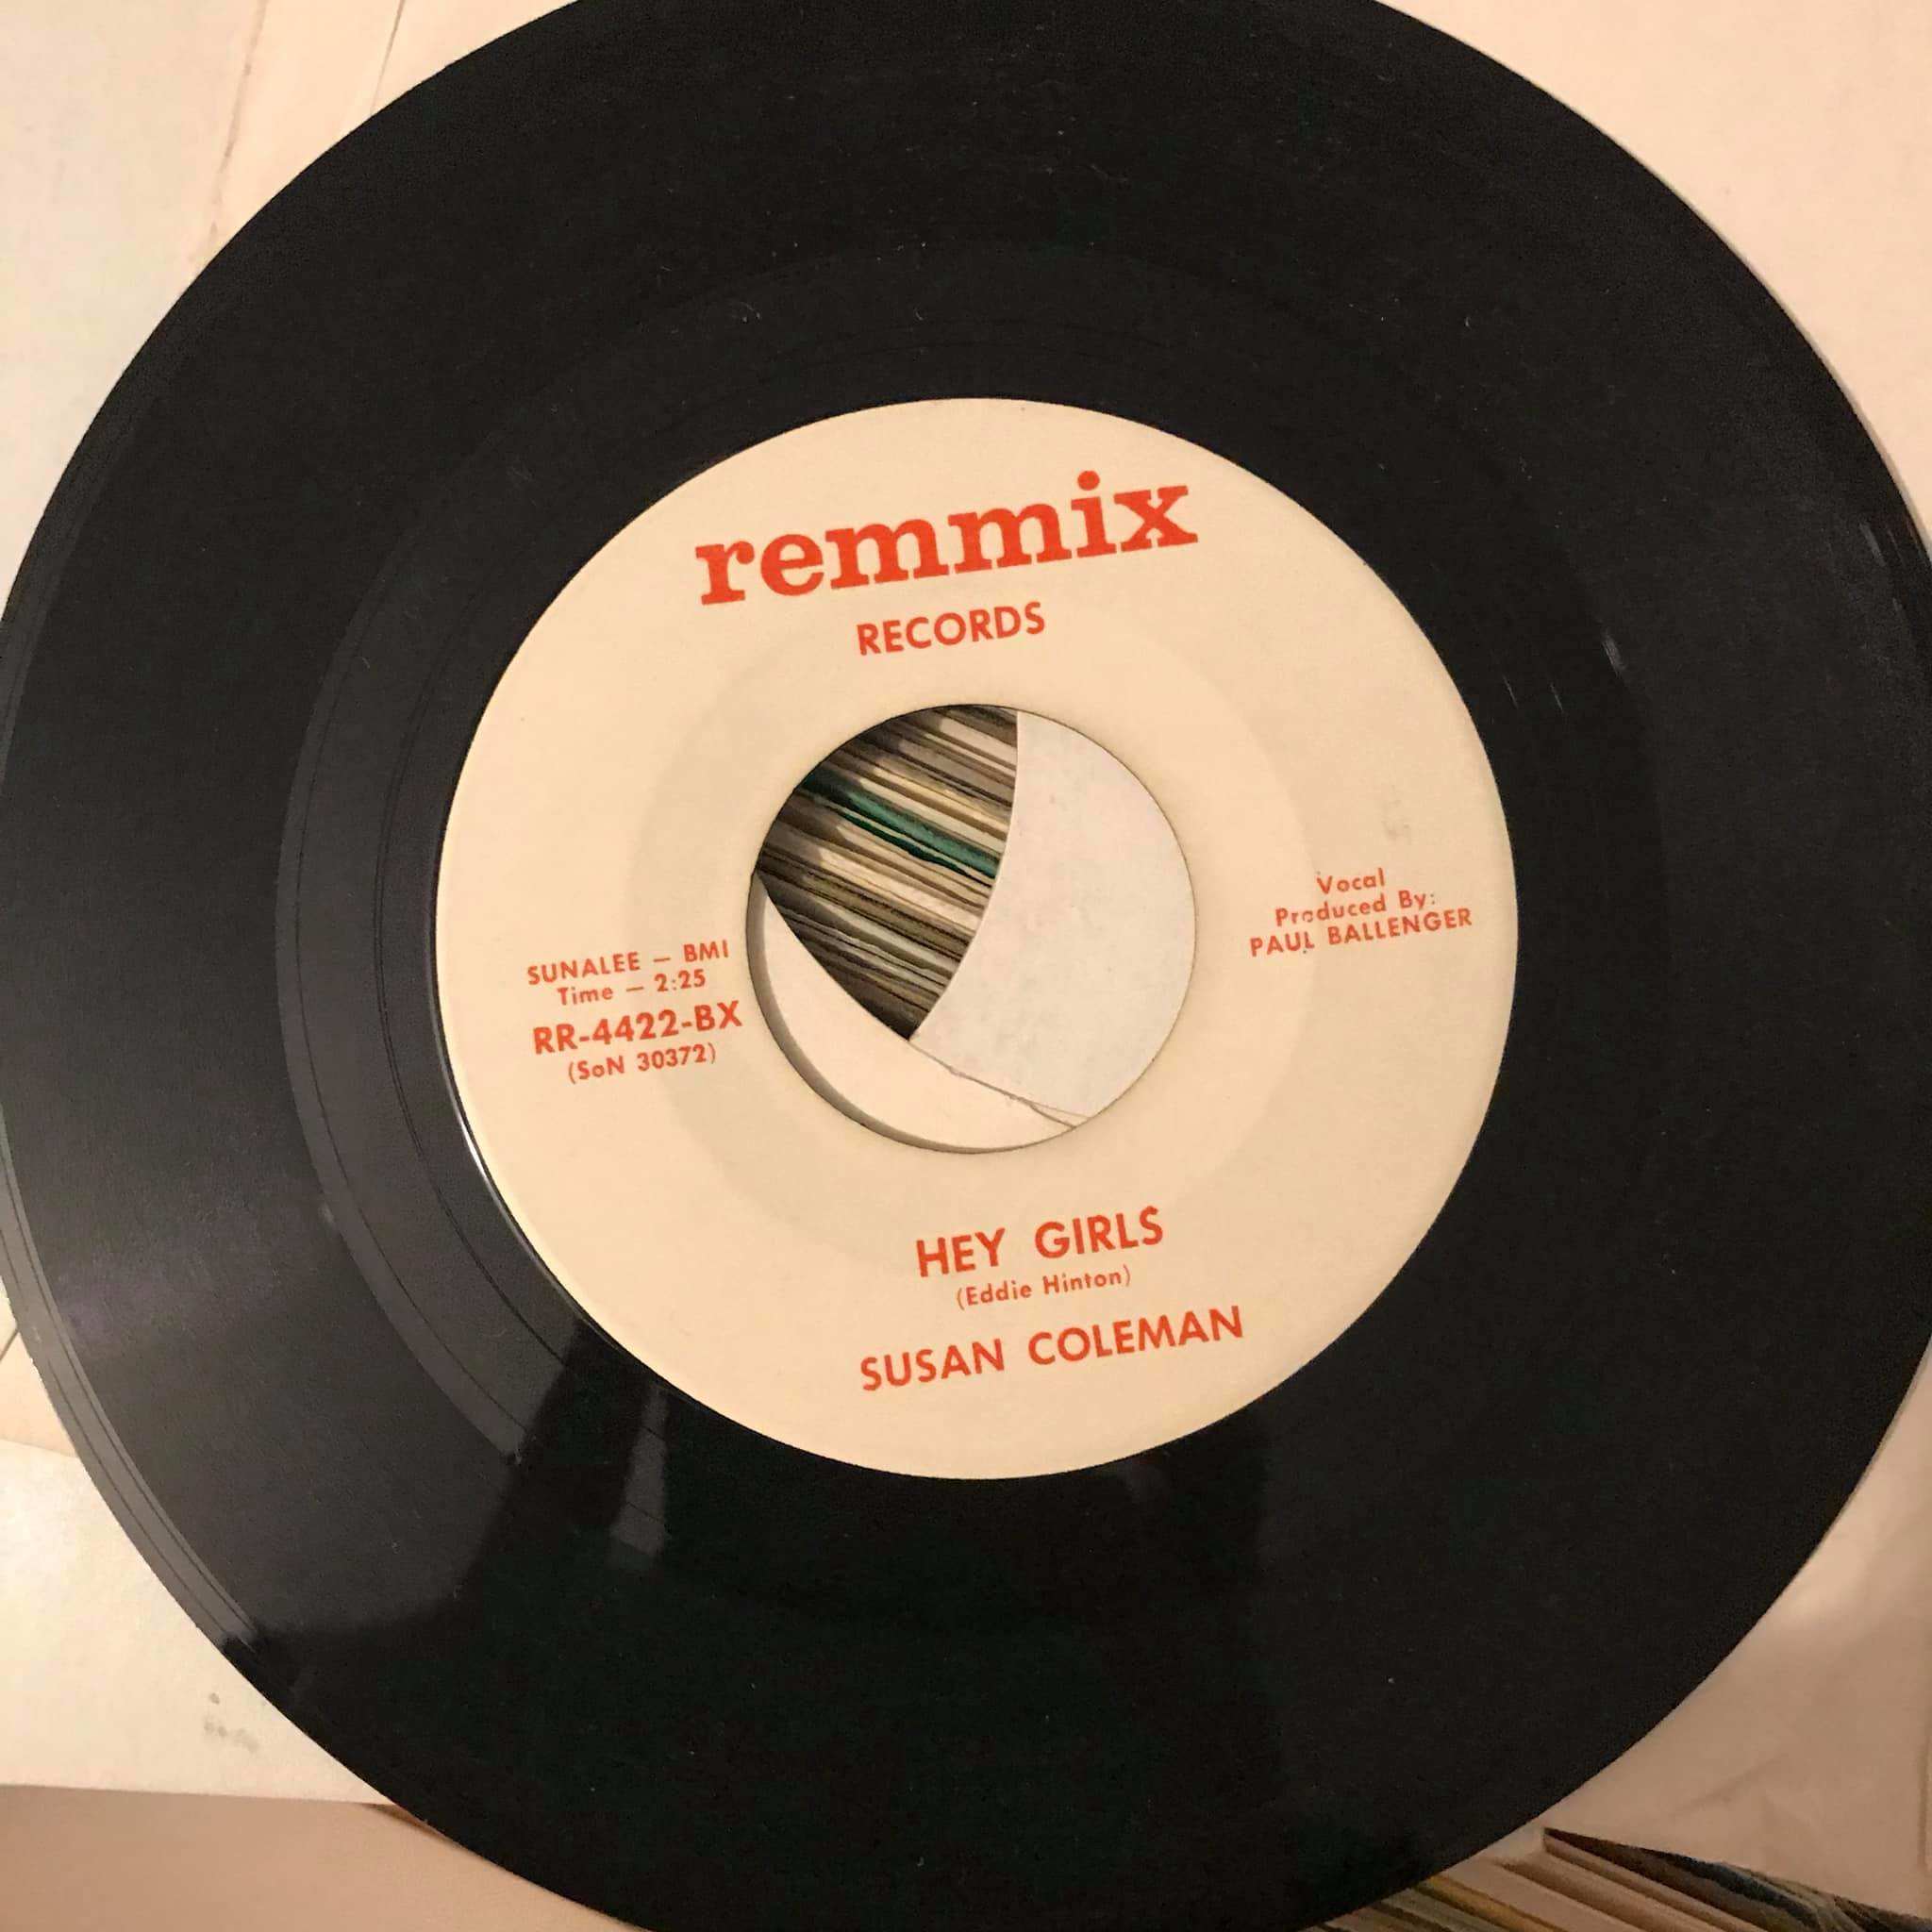 remmix
RECORDS
Vocal
Produced By:
PAUL BALLENGER
SUNALEE — BMI
Time — 2:25
RR-4422-BX
(SoN 30372)
HEY GIRLS
(Eddie Hinton)
SUSAN COLEMAN